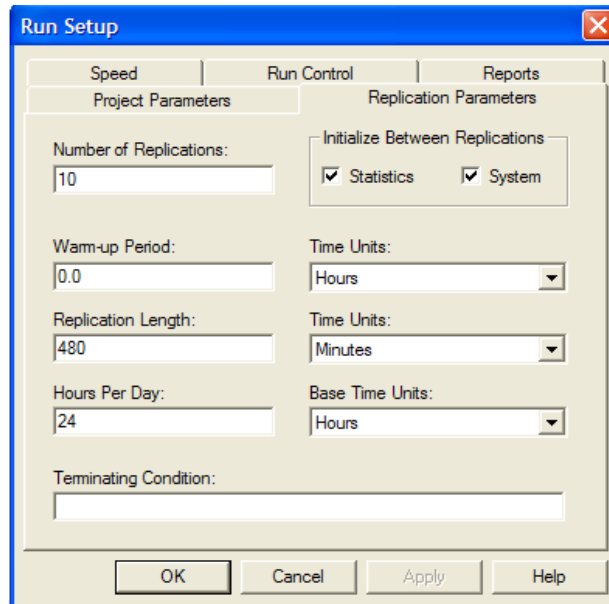 Run Setup
Speed Run Control Reports
Project Parameters Replication Parameters
Number of Replications:
10
Initialize Between Replications
Statistics System
Warm-up Period: Time Units:
0.0 Hours
Replication Length: Time Units:
480 Minutes
Hours Per Day: Base Time Units:
24 Hours
Terminating Condition:
OK Cancel Apply Help